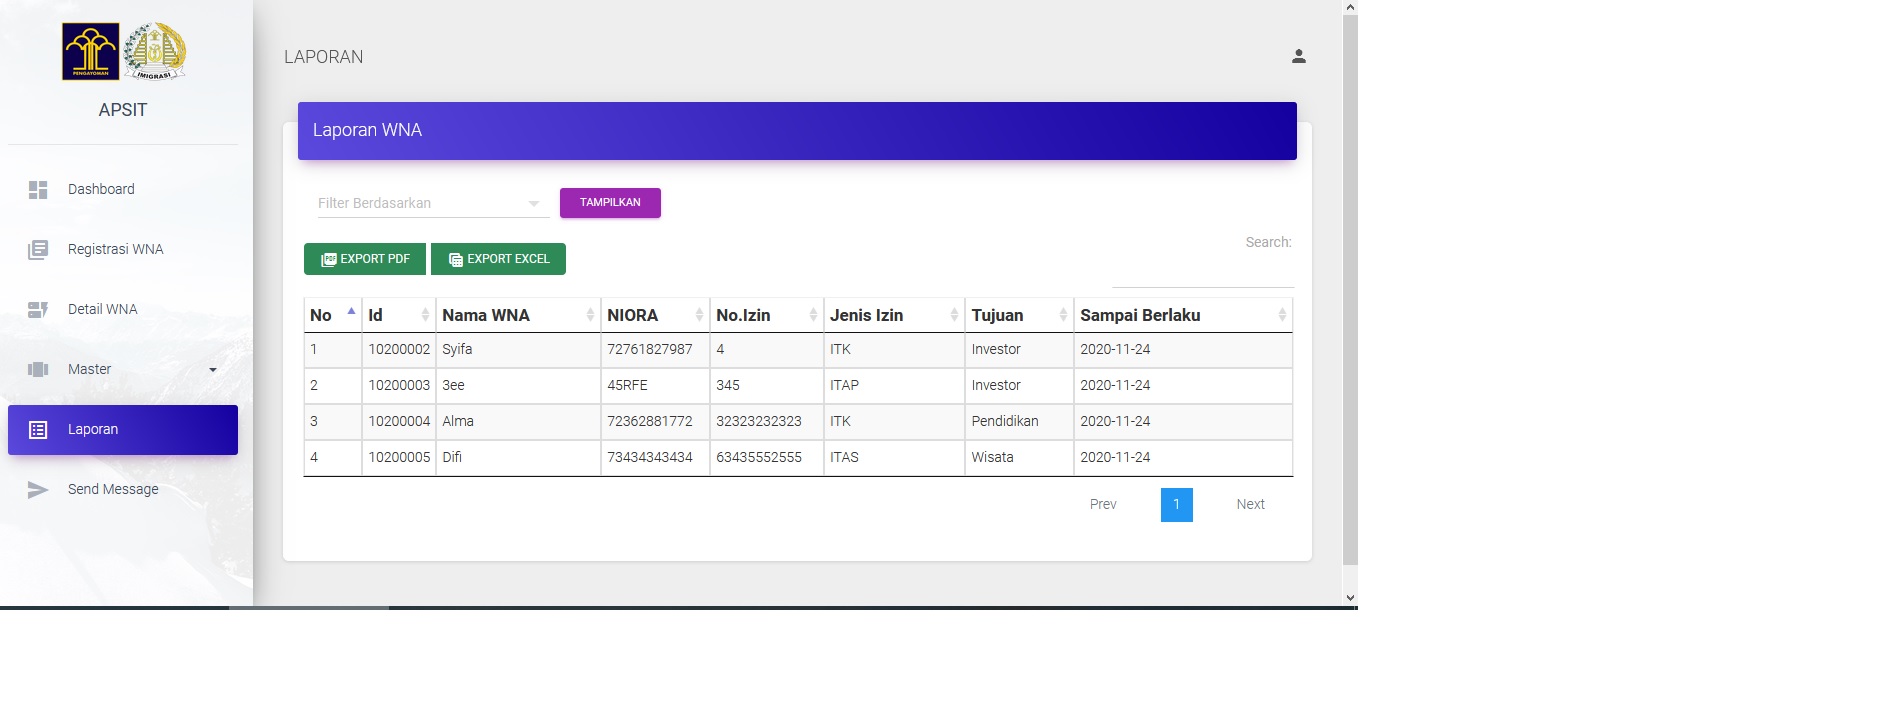 PENGAYOMAN
IMIGRASI
APSIT
Dashboard
Registrasi WNA
Detail WNA
Master
Laporan
Send Message
LAPORAN
Laporan WNA
Filter Berdasarkan
TAMPILKAN
PDF EXPORT PDF EXPORT EXCEL
Search:
No Id Nama WNA NIORA No.Izin Jenis Izin Tujuan Sampai Berlaku
1 10200002 Syifa 72761827987 4 ITK Investor 2020-11-24
2 10200003 3ee 45RFE 345 ITAP Investor 2020-11-24
3 10200004 Alma 72362881772 32323232323 ITK Pendidikan 2020-11-24
4 10200005 Difi 73434343434 63435552555 ITAS Wisata 2020-11-24
Prev 1 Next